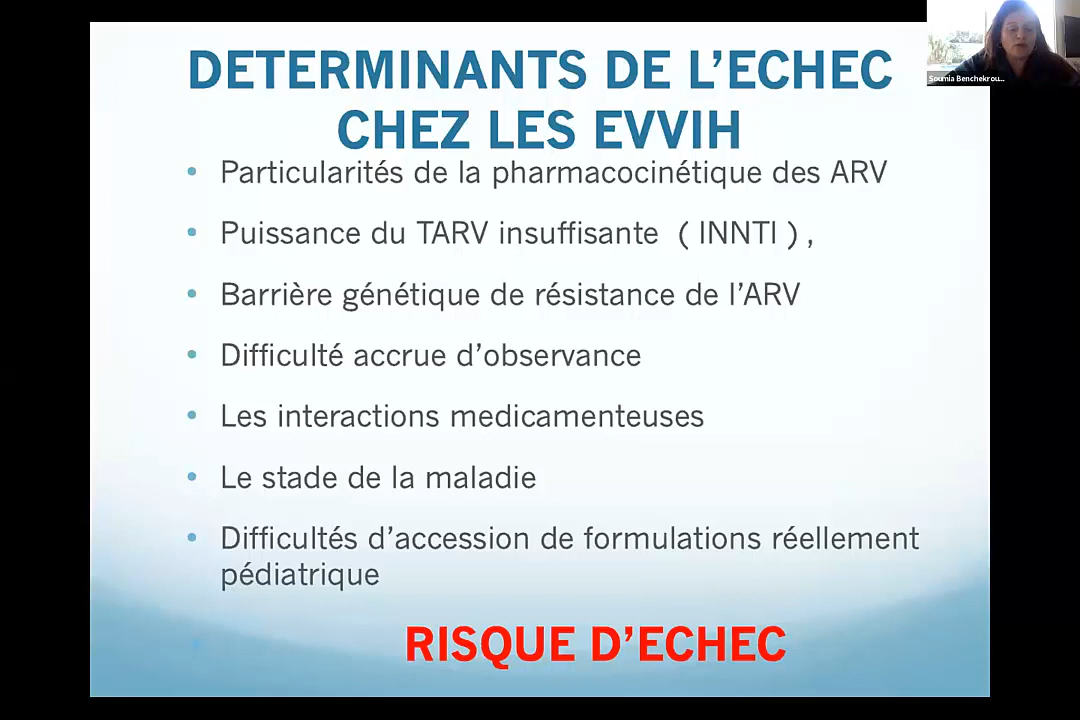 DETERMINANTS DE L’ECHEC
CHEZ LES EVVIH
• Particularités de la pharmacocinétique des ARV
• Puissance du TARV insuffisante ( INNTI ) ,
• Barrière génétique de résistance de l’ARV
• Difficulté accrue d’observance
• Les interactions medicamenteuses
• Le stade de la maladie
• Difficultés d’accession de formulations réellement
pédiatrique
RISQUE D’ECHEC
Soumia Benchekrou...